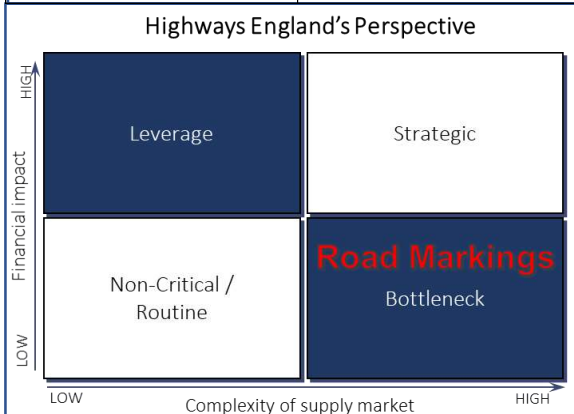 Highways England's Perspective
HIGH
Financial impact
LOW
Leverage
Strategic
Non-Critical /
Routine
Road Markings
Bottleneck
LOW
Complexity of supply market
HIGH